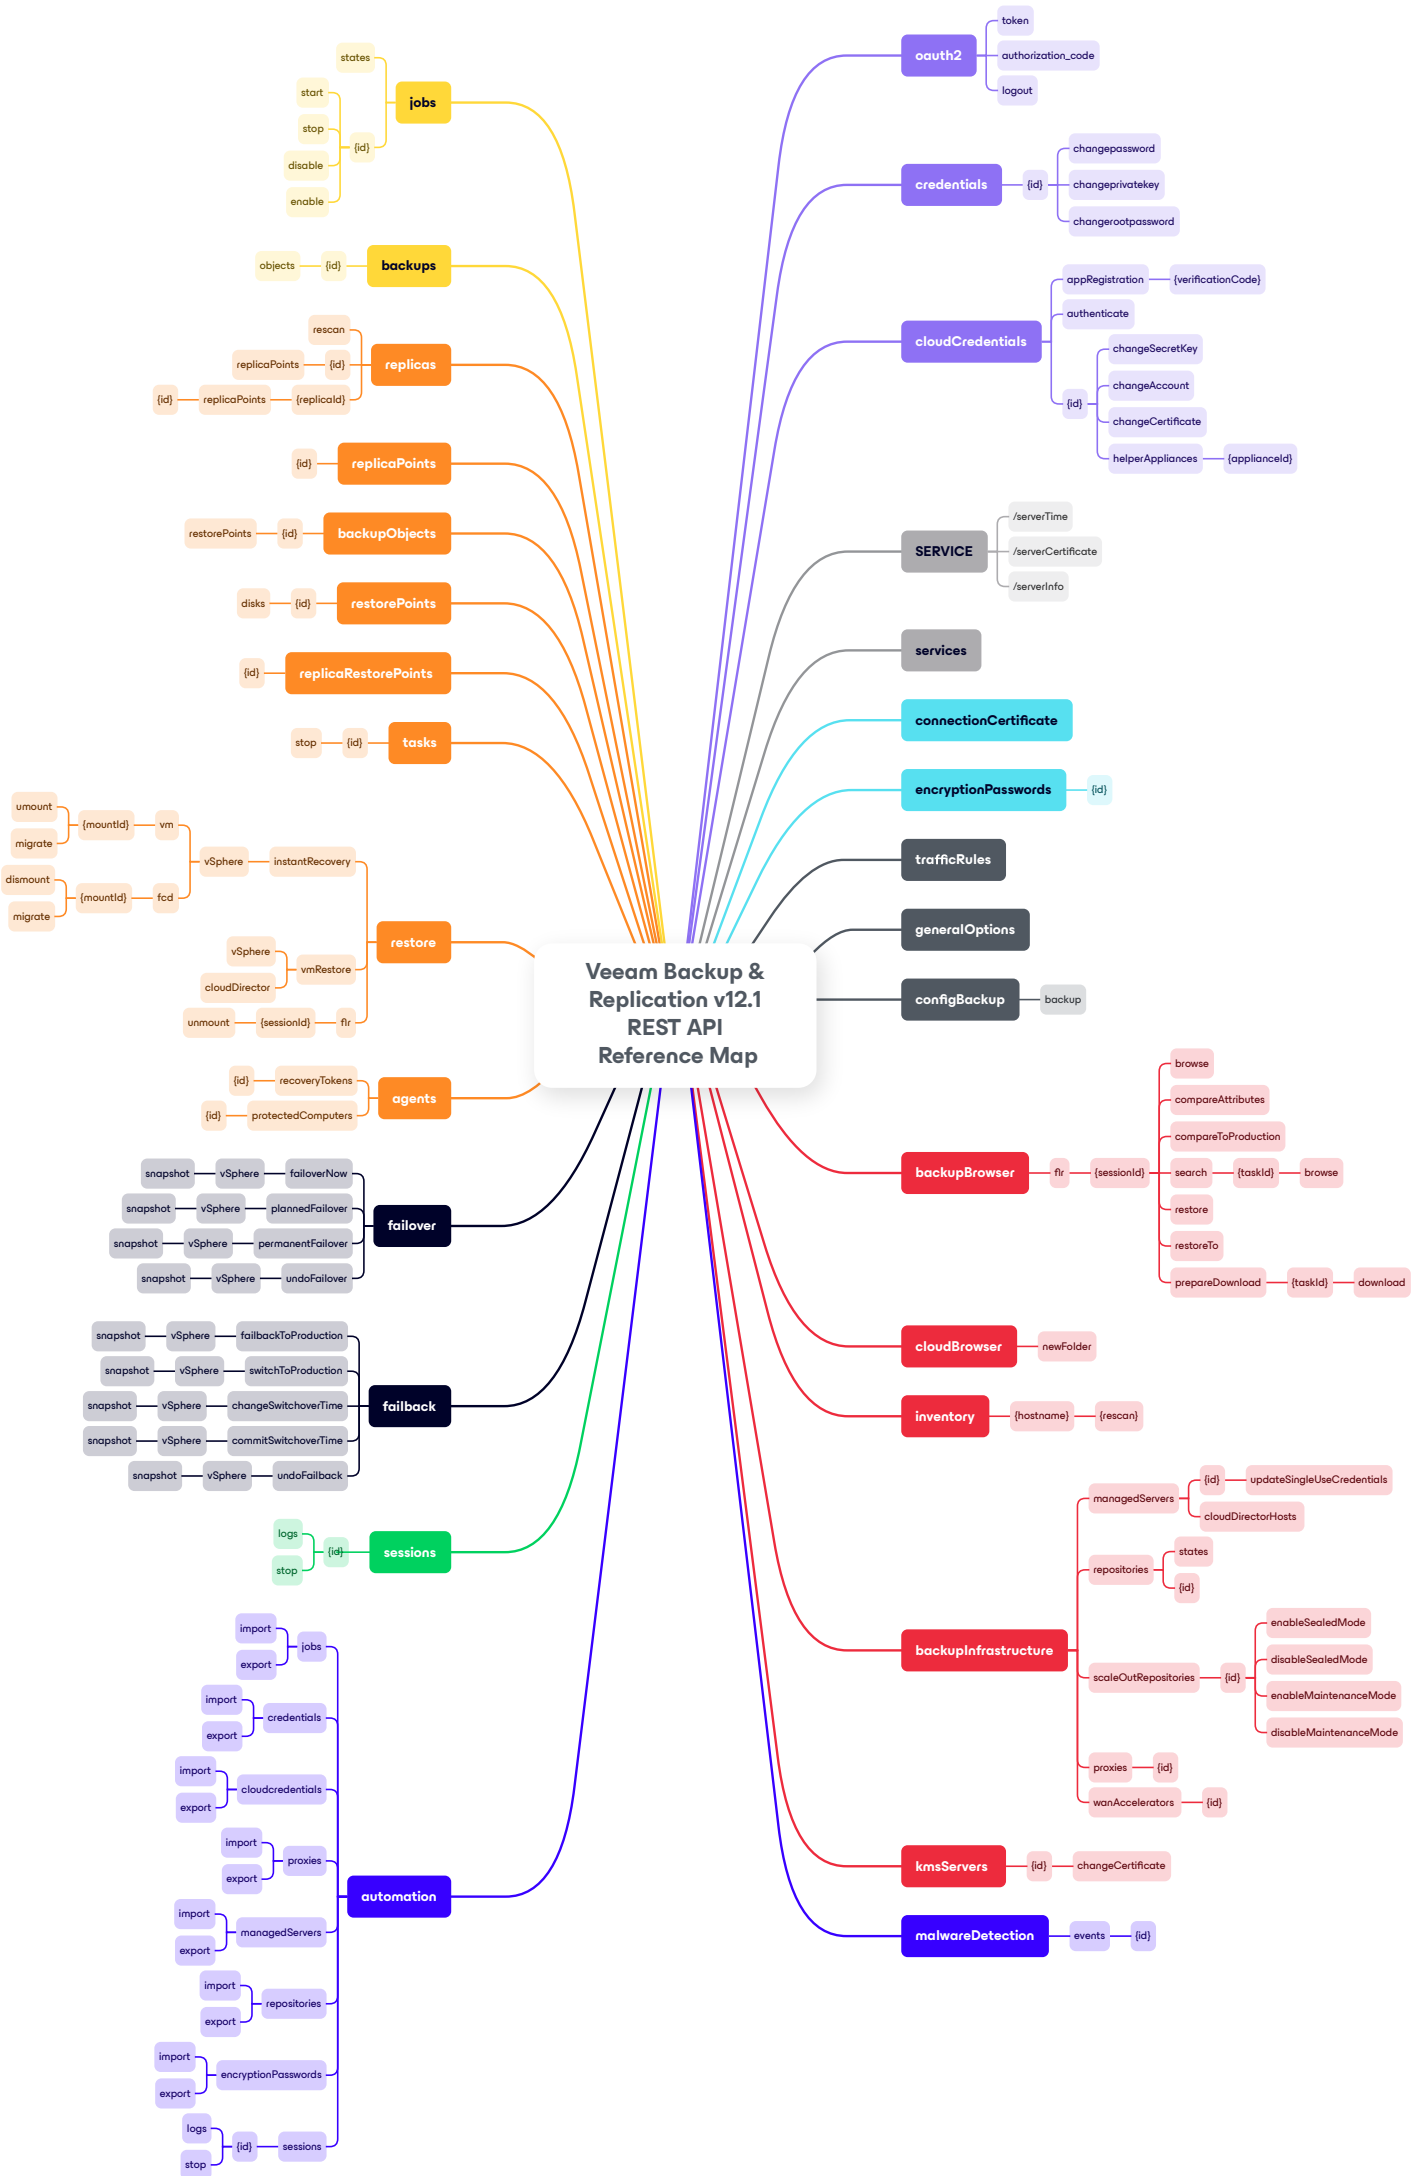 Veeam Backup &
Replication v12.1
REST API
Reference Map
states
start
stop
disable
enable
{id}
jobs
objects
{id}
backups
rescan
replicaPoints
{id}
{id}
replicaPoints
{replicaId}
replicas
{id}
replicaPoints
restorePoints
{id}
backupObjects
disks
{id}
restorePoints
{id}
replicaRestorePoints
stop
{id}
tasks
umount
migrate
{mountId}
vm
dismount
migrate
{mountId}
fcd
vSphere
instantRecovery
vSphere
cloudDirector
vmRestore
unmount
{sessionId}
flr
restore
{id}
recoveryTokens
{id}
protectedComputers
agents
snapshot
vSphere
failoverNow
snapshot
vSphere
plannedFailover
snapshot
vSphere
permanentFailover
snapshot
vSphere
undoFailover
failover
snapshot
vSphere
failbackToProduction
snapshot
vSphere
switchToProduction
snapshot
vSphere
changeSwitchoverTime
snapshot
vSphere
commitSwitchoverTime
snapshot
vSphere
undoFailback
failback
logs
stop
{id}
sessions
import
export
jobs
import
export
credentials
import
export
cloudcredentials
import
export
proxies
import
export
managedServers
import
export
repositories
import
export
encryptionPasswords
logs
stop
{id}
sessions
automation
oauth2
token
authorization_code
logout
credentials
{id}
changepassword
changeprivatekey
changerootpassword
cloudCredentials
appRegistration
{verificationCode}
authenticate
{id}
changeSecretKey
changeAccount
changeCertificate
helperAppliances
{applianceId}
SERVICE
/serverTime
/serverCertificate
/serverInfo
services
connectionCertificate
encryptionPasswords
{id}
trafficRules
generalOptions
configBackup
backup
backupBrowser
flr
{sessionId}
browse
compareAttributes
compareToProduction
search
{taskId}
browse
restore
restoreTo
prepareDownload
{taskId}
download
cloudBrowser
newFolder
inventory
{hostname}
{rescan}
backupInfrastructure
managedServers
{id}
updateSingleUseCredentials
cloudDirectorHosts
repositories
states
{id}
scaleOutRepositories
{id}
enableSealedMode
disableSealedMode
enableMaintenanceMode
disableMaintenanceMode
proxies
{id}
wanAccelerators
{id}
kmsServers
{id}
changeCertificate
malwareDetection
events
{id}